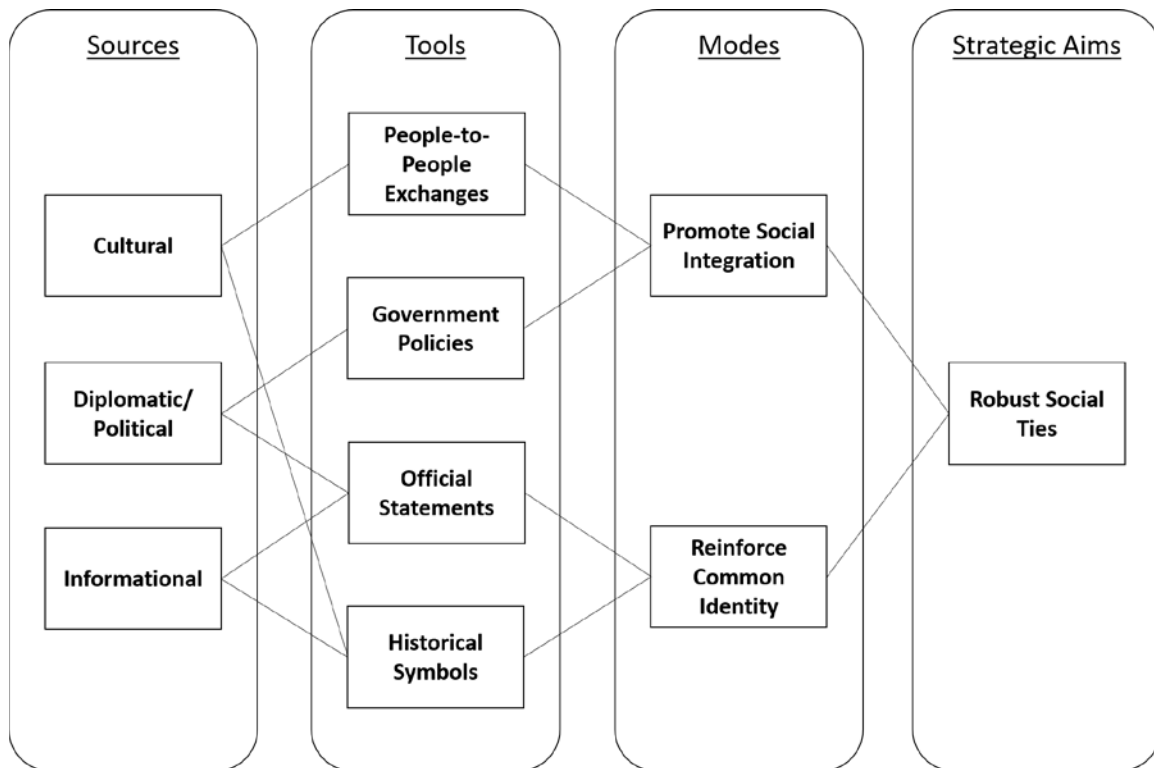 Sources
Cultural
Diplomatic/
Political
Informational
Tools
People-to-
People
Exchanges
Government
Policies
Official
Statements
Historical
Symbols
Modes
Promote Social
Integration
Reinforce
Common
Identity
Strategic Aims
Robust Social
Ties